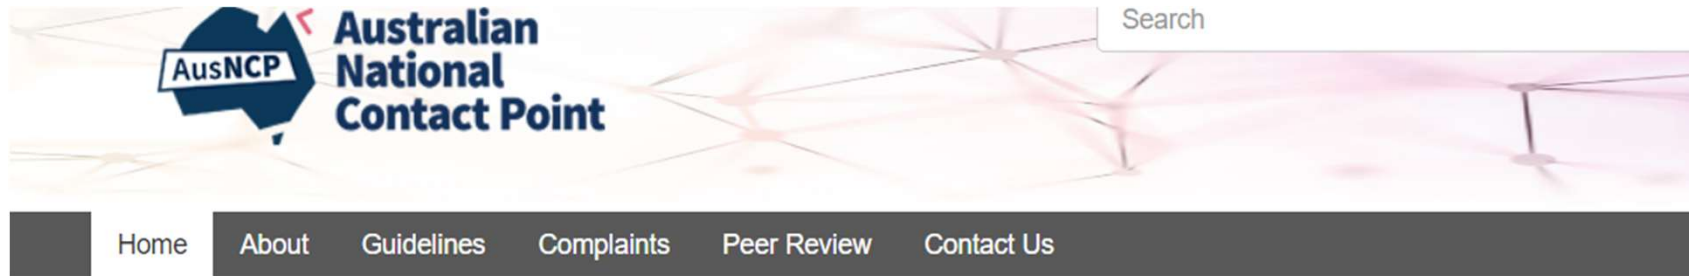 Australian
National
Contact Point
AusNCP
Search
Home About Guidelines Complaints Peer Review Contact Us